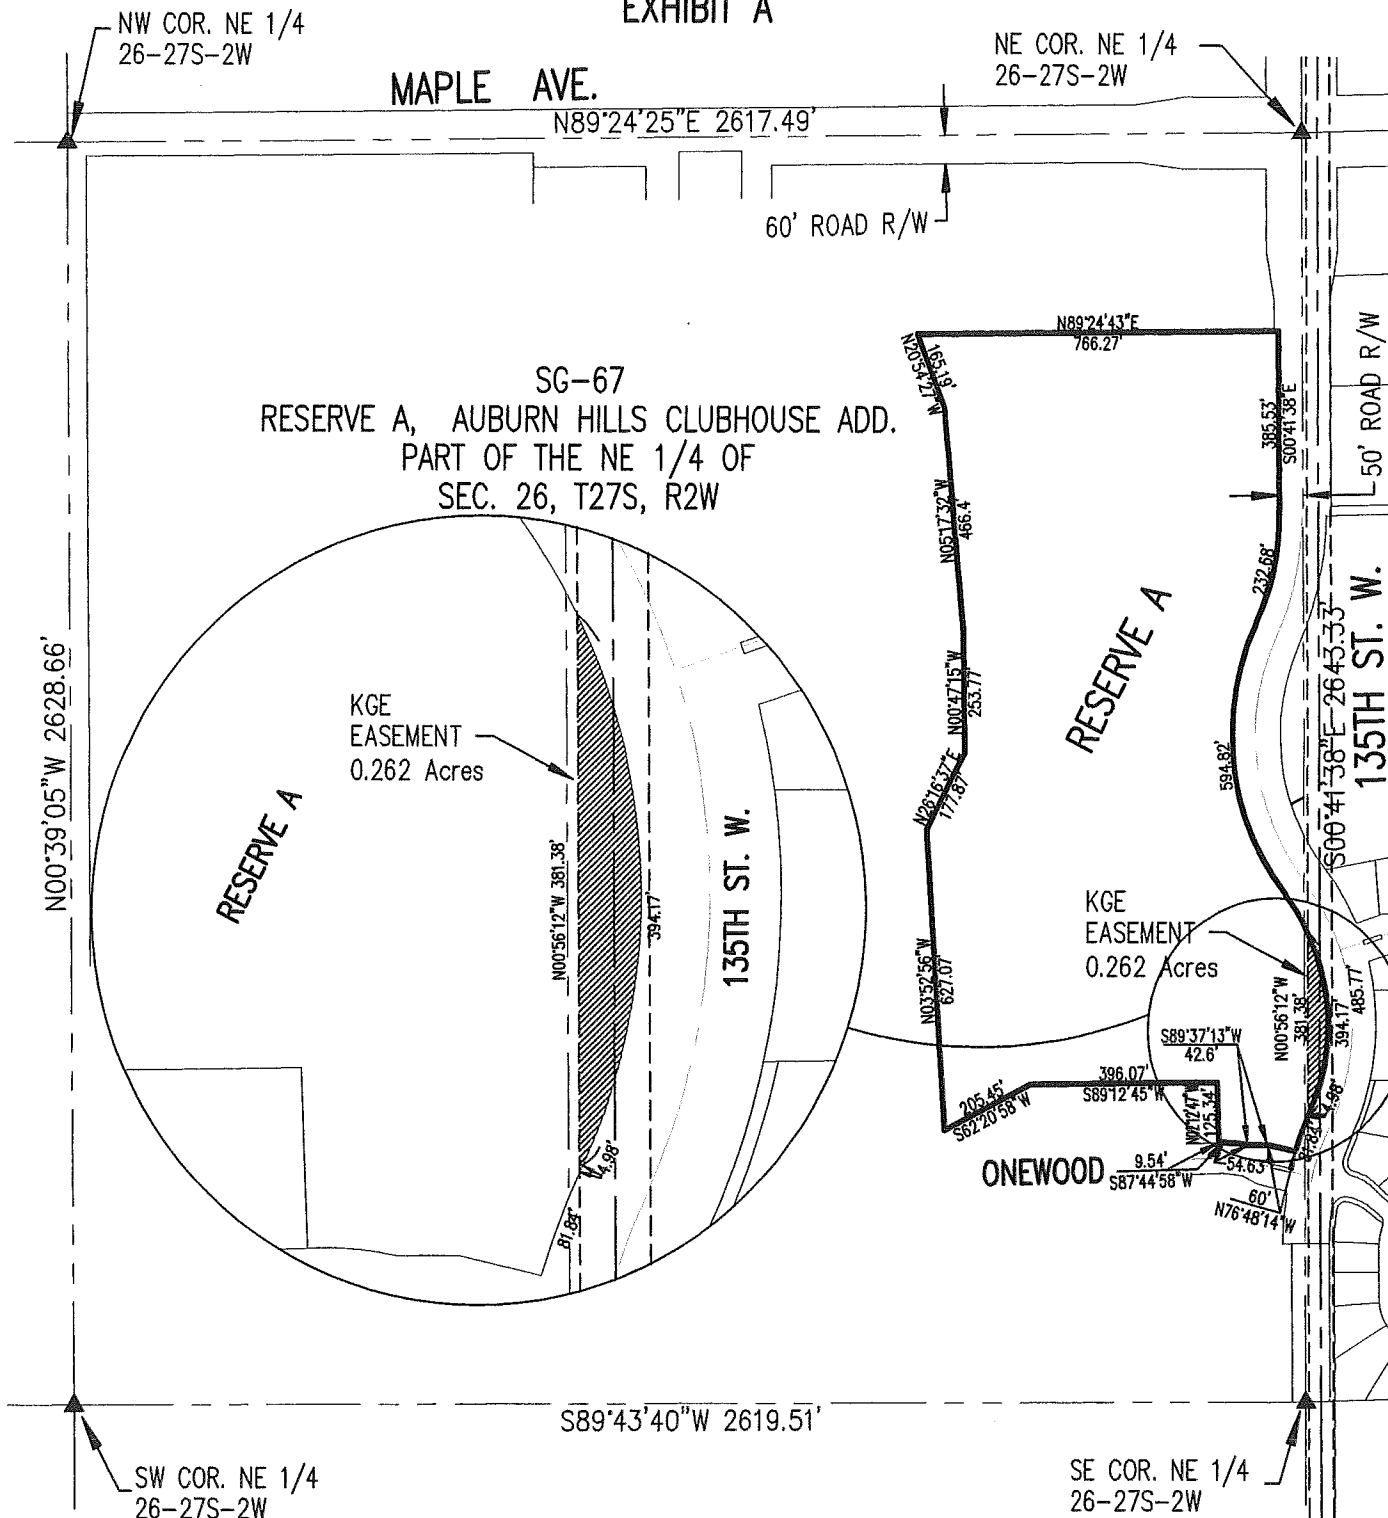 EXHIBIT A
NW COR. NE 1/4
26-27S-2W
NE COR. NE 1/4
26-27S-2W
MAPLE AVE.
N89°24'25"E 2617.49'
60' ROAD R/W
N89°24'43"E
766.27'
N20°54'27"W
165.19'
385.53'
S00°41'38"E
50' ROAD R/W
SG-67
RESERVE A, AUBURN HILLS CLUBHOUSE ADD.
PART OF THE NE 1/4 OF
SEC. 26, T27S, R2W
N05°17'32"W
466.4'
232.68'
RESERVE A
N00°39'05"W 2628.66'
N00°47'15"W
253.77'
S00°41'38"E 2643.33'
135TH ST. W.
594.82'
N26°16'37"E
177.87'
KGE
EASEMENT
0.262 Acres
RESERVE A
N00°56'12"W 381.38'
394.17'
135TH ST. W.
14.98'
81.84'
KGE
EASEMENT
0.262 Acres
N03°52'56"W
627.07'
N00°56'12"W
381.38'
394.17'
485.77'
S89°37'13"W
42.6'
396.07'
S89°12'45"W
205.45'
S62°20'58"W
N02°12'47"W
125.34'
14.98'
81.84'
ONEWOOD
9.54'
S87°44'58"W
54.63'
60'
N76°48'14"W
S89°43'40"W 2619.51'
SW COR. NE 1/4
26-27S-2W
SE COR. NE 1/4
26-27S-2W